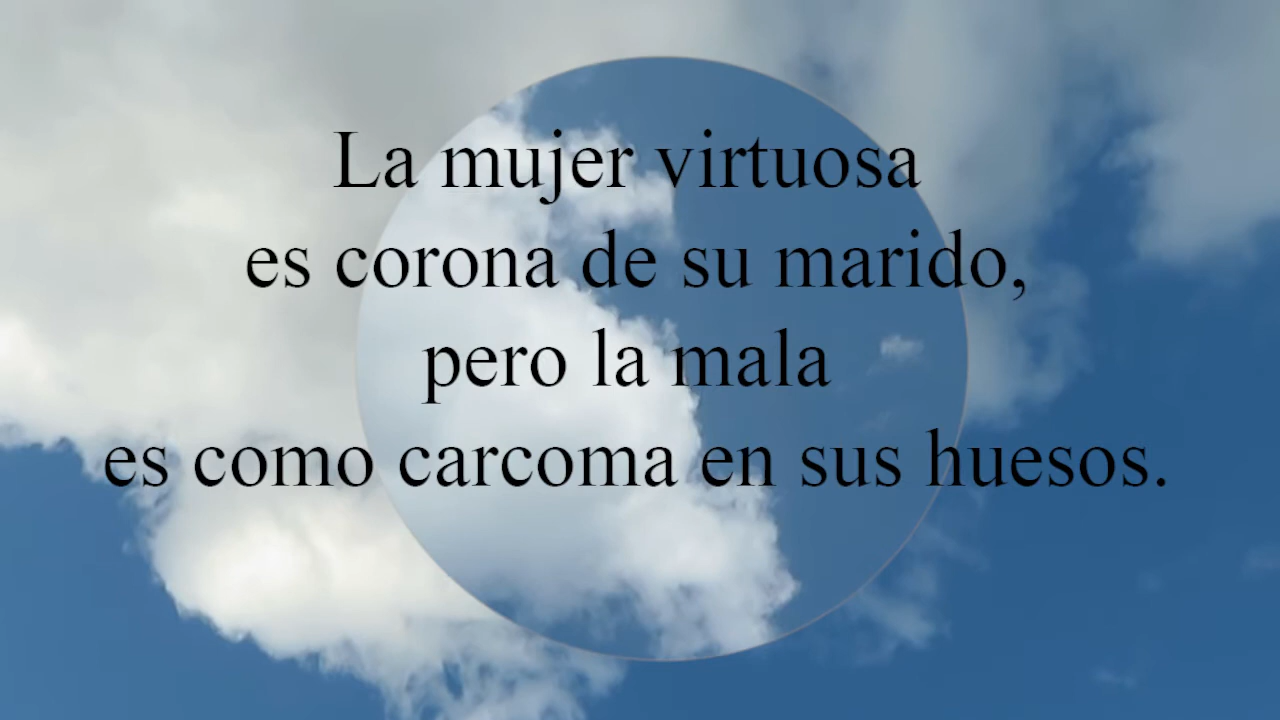 La mujer virtuosa
es corona de su marido,
pero la mala
es como carcoma en sus huesos.